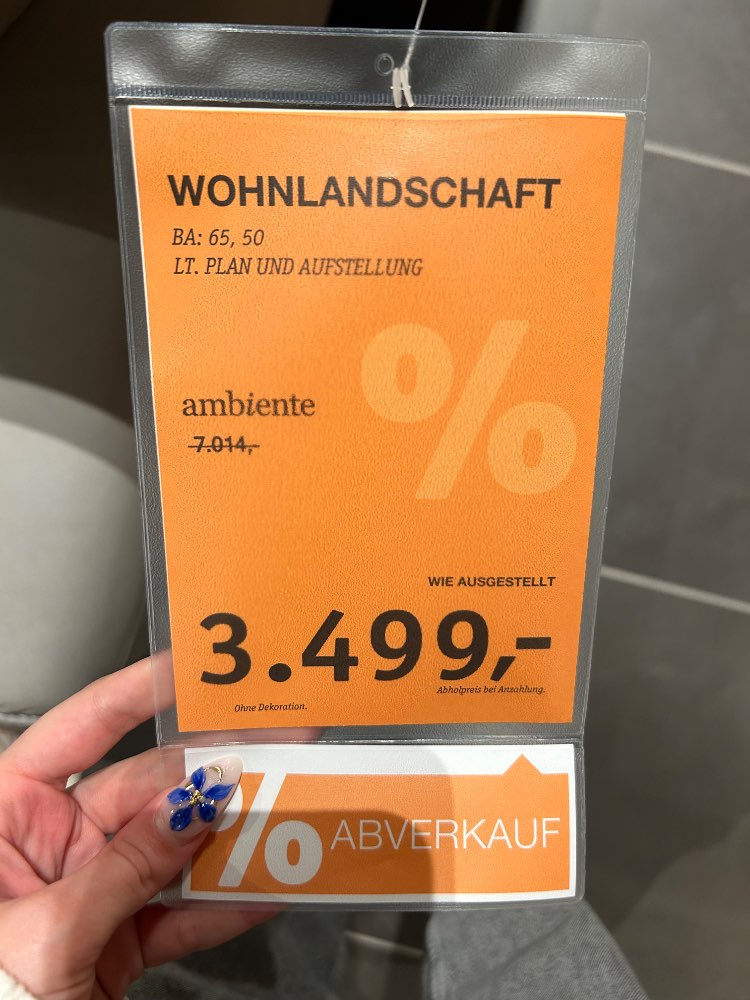 WOHNLANDSCHAFT
BA: 65, 50
LT. PLAN UND AUFSTELLUNG
%
ambiente
7.014,-
WIE AUSGESTELLT
3.499,-
Abholpreis bei Anzahlung.
Ohne Dekoration.
% ABVERKAUF